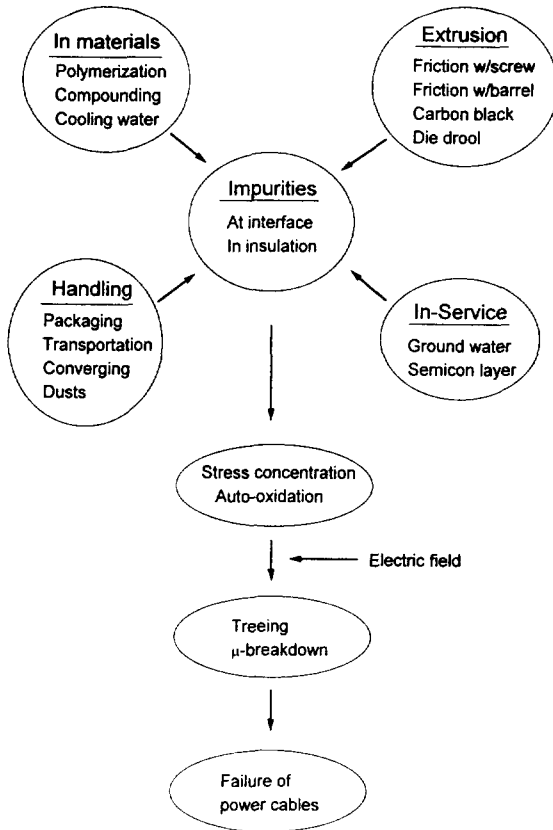 In materials
Polymerization
Compounding
Cooling water
Extrusion
Friction w/screw
Friction w/barrel
Carbon black
Die drool
Impurities
At interface
In insulation
Handling
Packaging
Transportation
Converging
Dusts
In-Service
Ground water
Semicon layer
Stress concentration
Auto-oxidation
Electric field
Treeing
μ-breakdown
Failure of
power cables